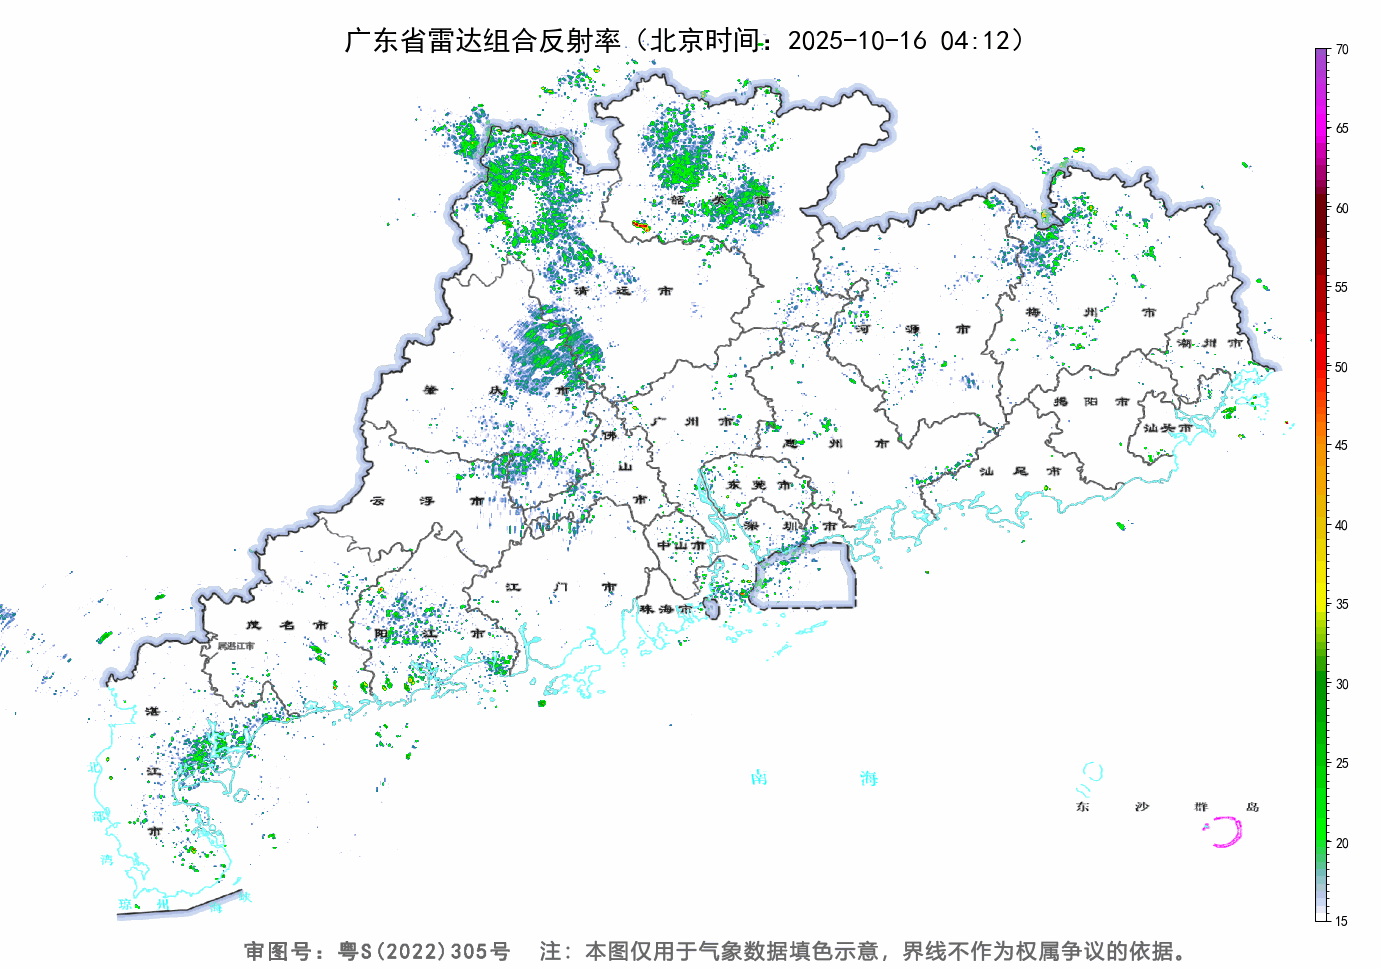 广东省雷达组合反射率（北京时间：2025-10-16 04:12）
70
65
60
55
50
45
40
35
30
25
20
15
韶关市
清远市
河源市
梅州市
潮州市
肇庆市
广州市
佛山市
惠州市
揭阳市
汕头市
汕尾市
东莞市
云浮市
深圳市
中山市
江门市
珠海市
茂名市
属湛江市
阳江市
湛江市
北部湾
琼州海峡
南海
东沙群岛
审图号：粤S(2022)305号 注：本图仅用于气象数据填色示意，界线不作为权属争议的依据。